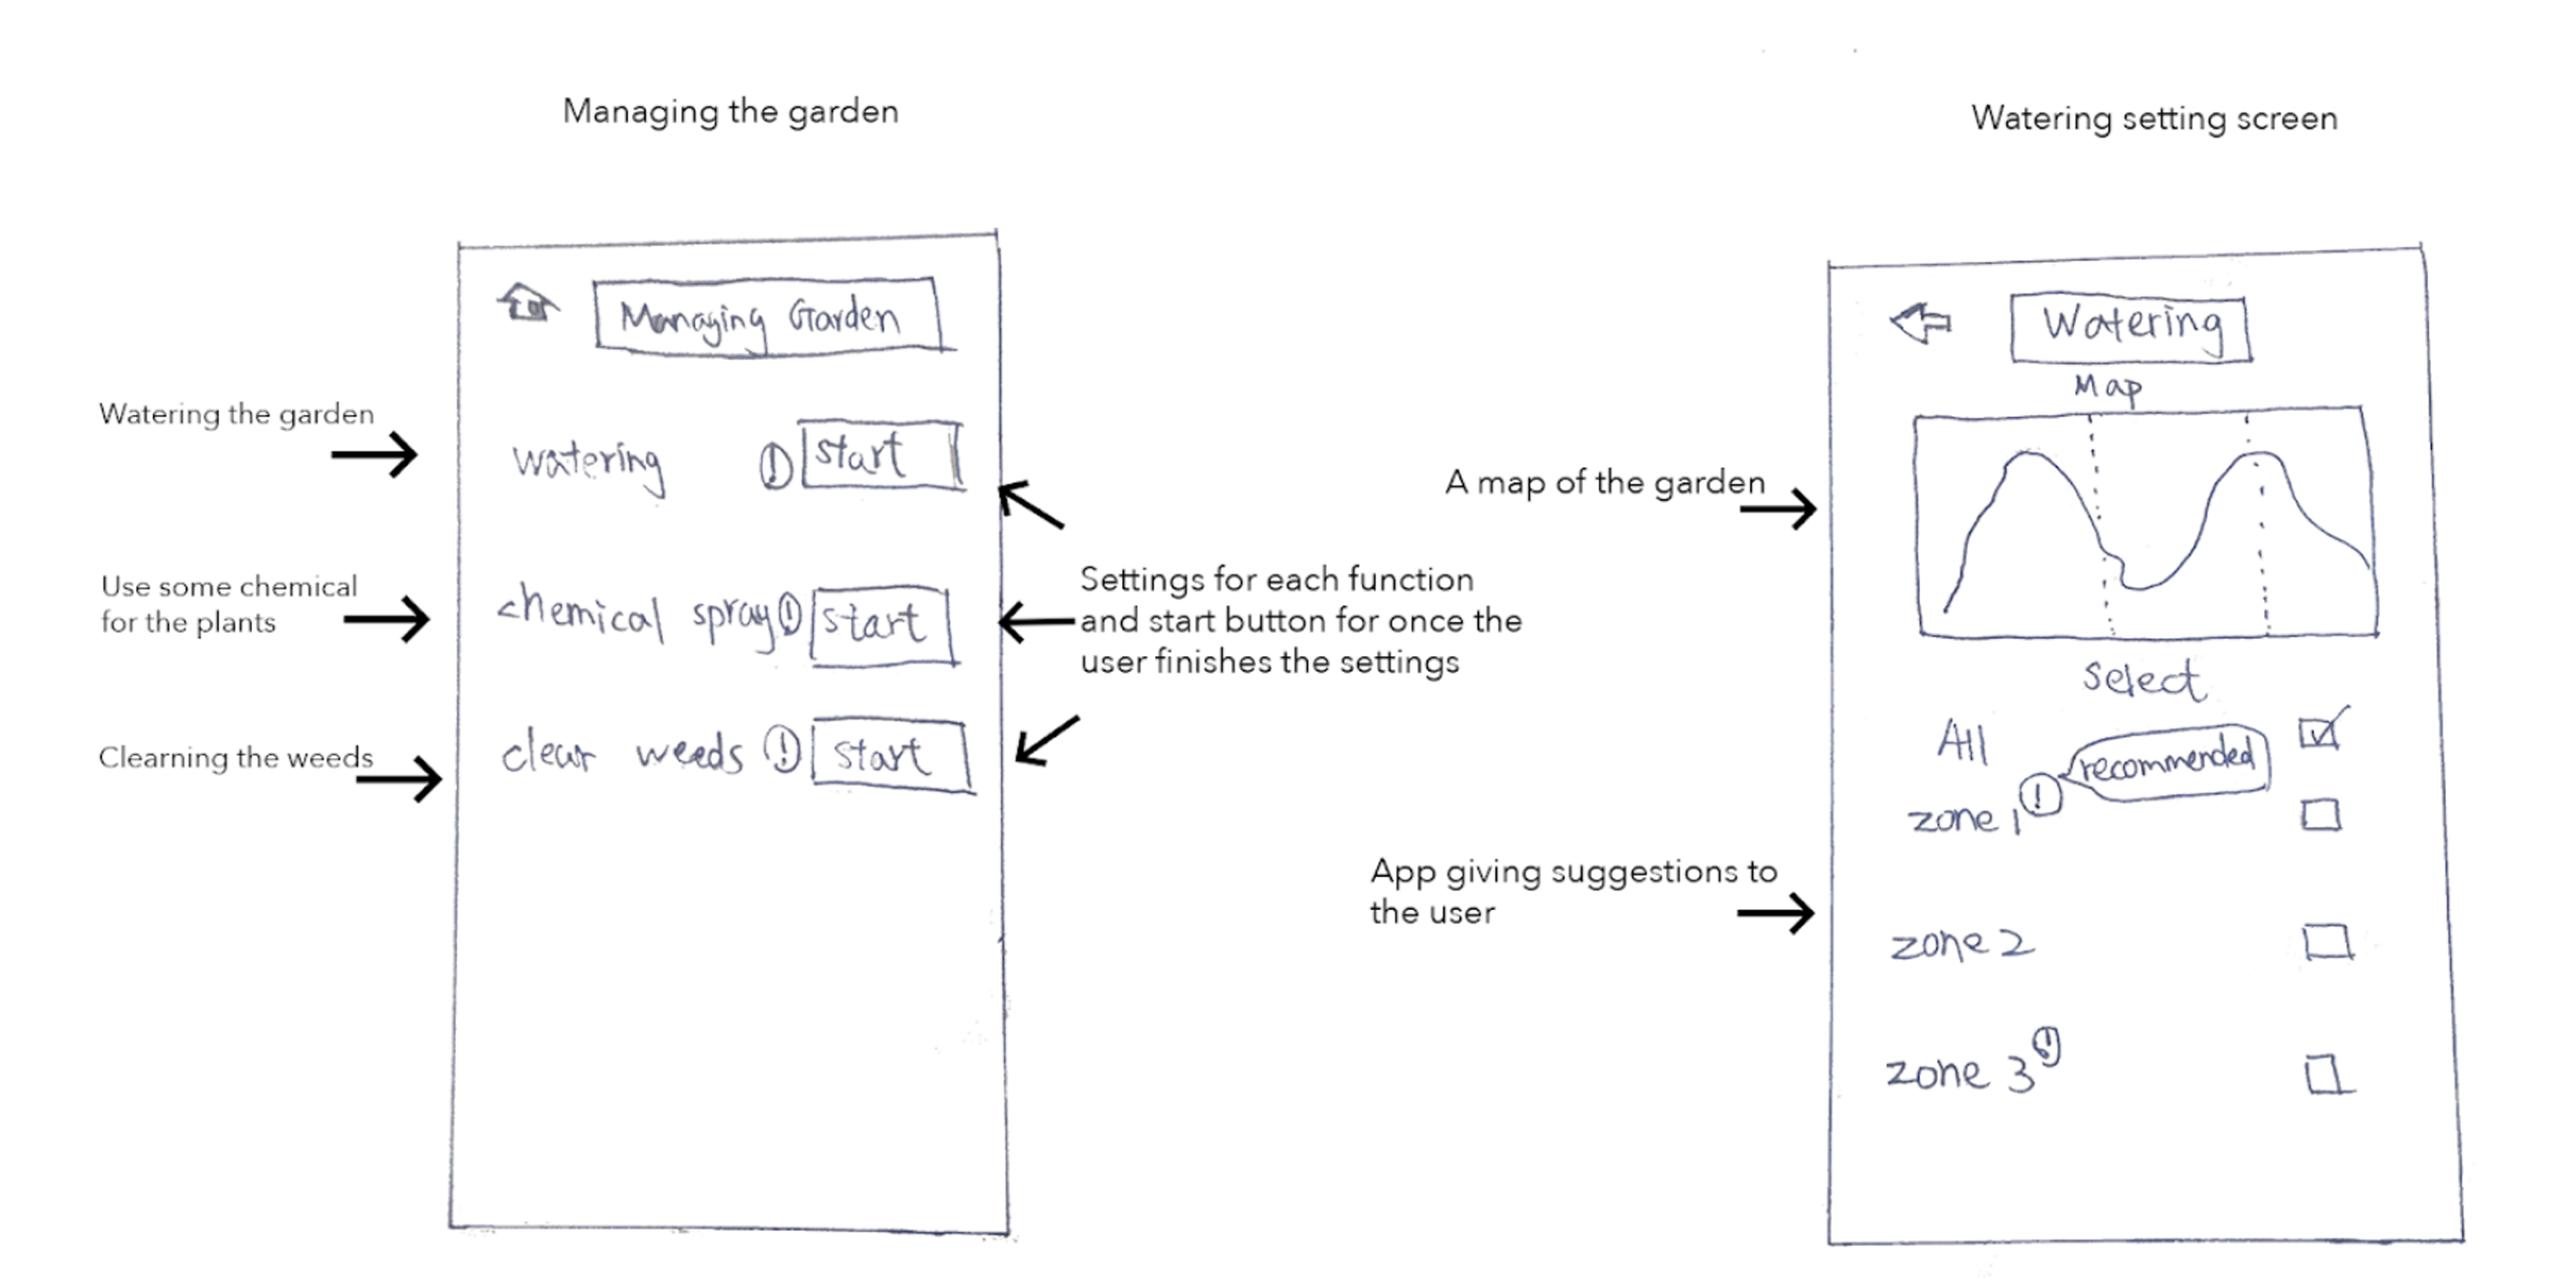 Managing the garden
Managing Garden
Watering the garden
watering ! start
Use some chemical
for the plants
chemical spray ! start
Settings for each function
and start button for once the
user finishes the settings
Clearning the weeds
clear weeds ! start
Watering setting screen
Watering
Map
A map of the garden
Select
All
recommended
zone 1 !
App giving suggestions to
the user
zone 2
zone 3 !